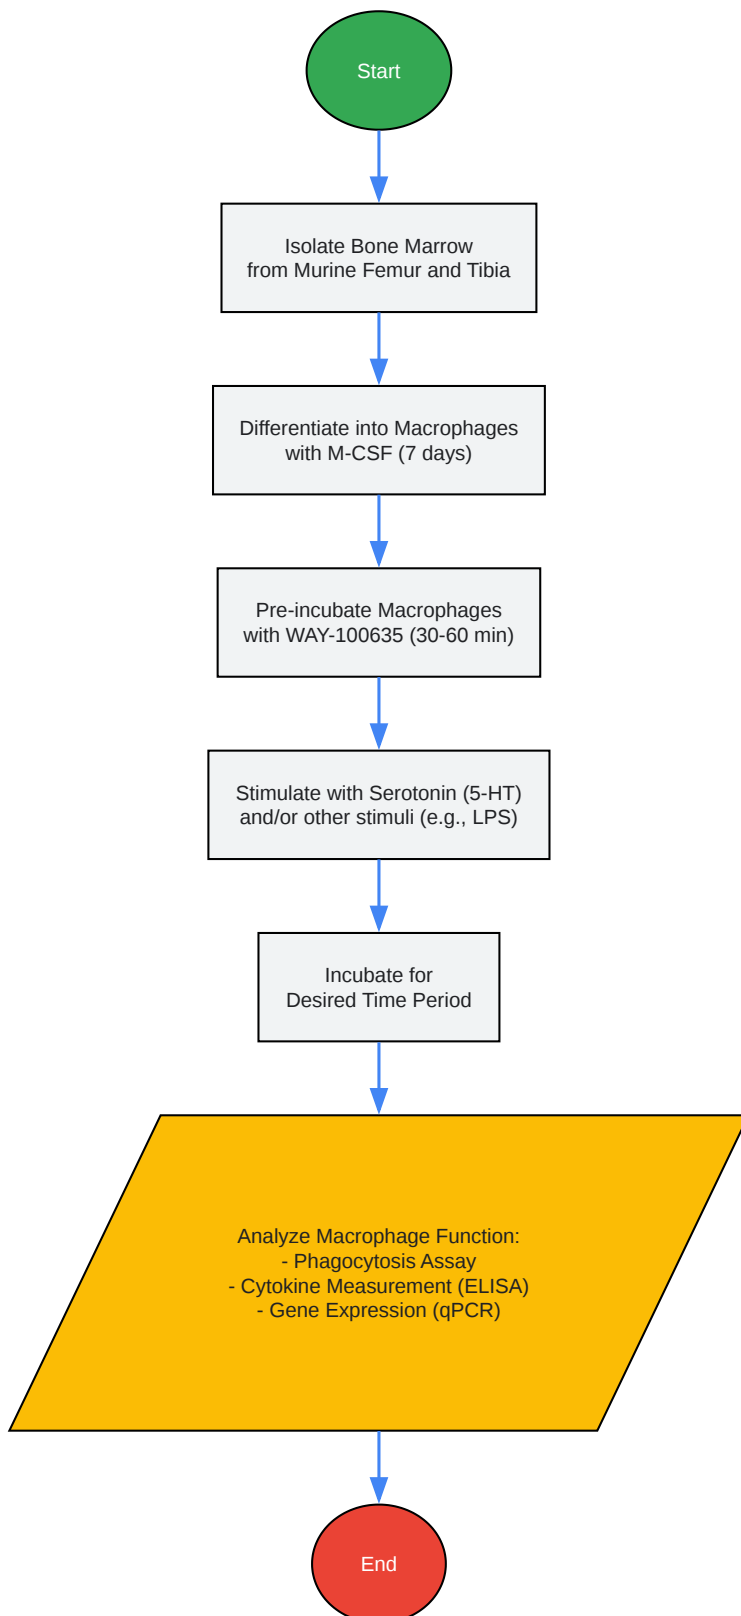 Start
Isolate Bone Marrow
from Murine Femur and Tibia
Differentiate into Macrophages
with M-CSF (7 days)
Pre-incubate Macrophages
with WAY-100635 (30-60 min)
Stimulate with Serotonin (5-HT)
and/or other stimuli (e.g., LPS)
Incubate for
Desired Time Period
Analyze Macrophage Function:
- Phagocytosis Assay
- Cytokine Measurement (ELISA)
- Gene Expression (qPCR)
End